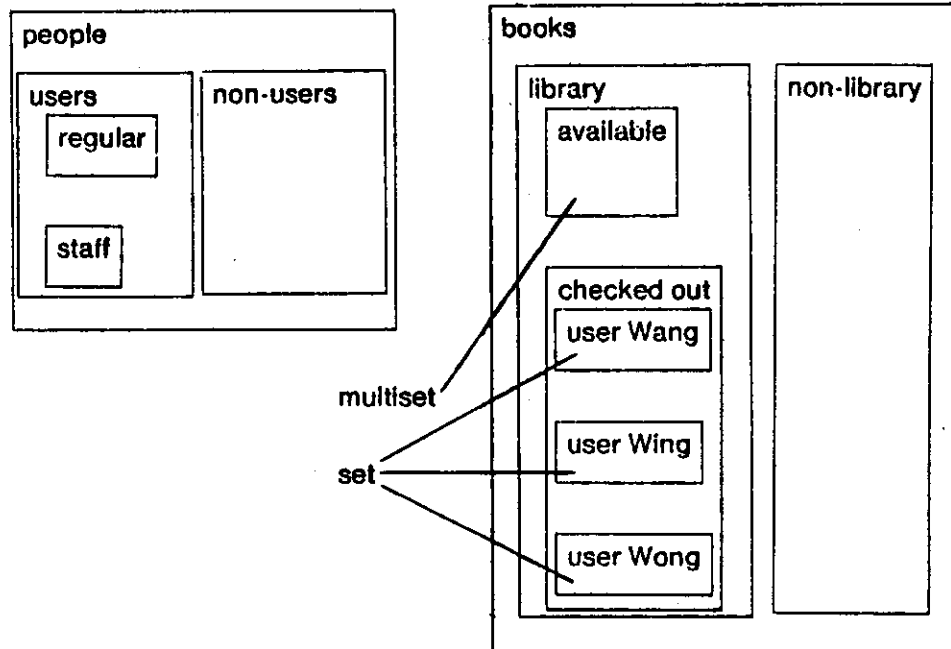 people
users
regular
staff
non-users
books
library
available
checked out
user Wang
user Wing
user Wong
non-library
multiset
set